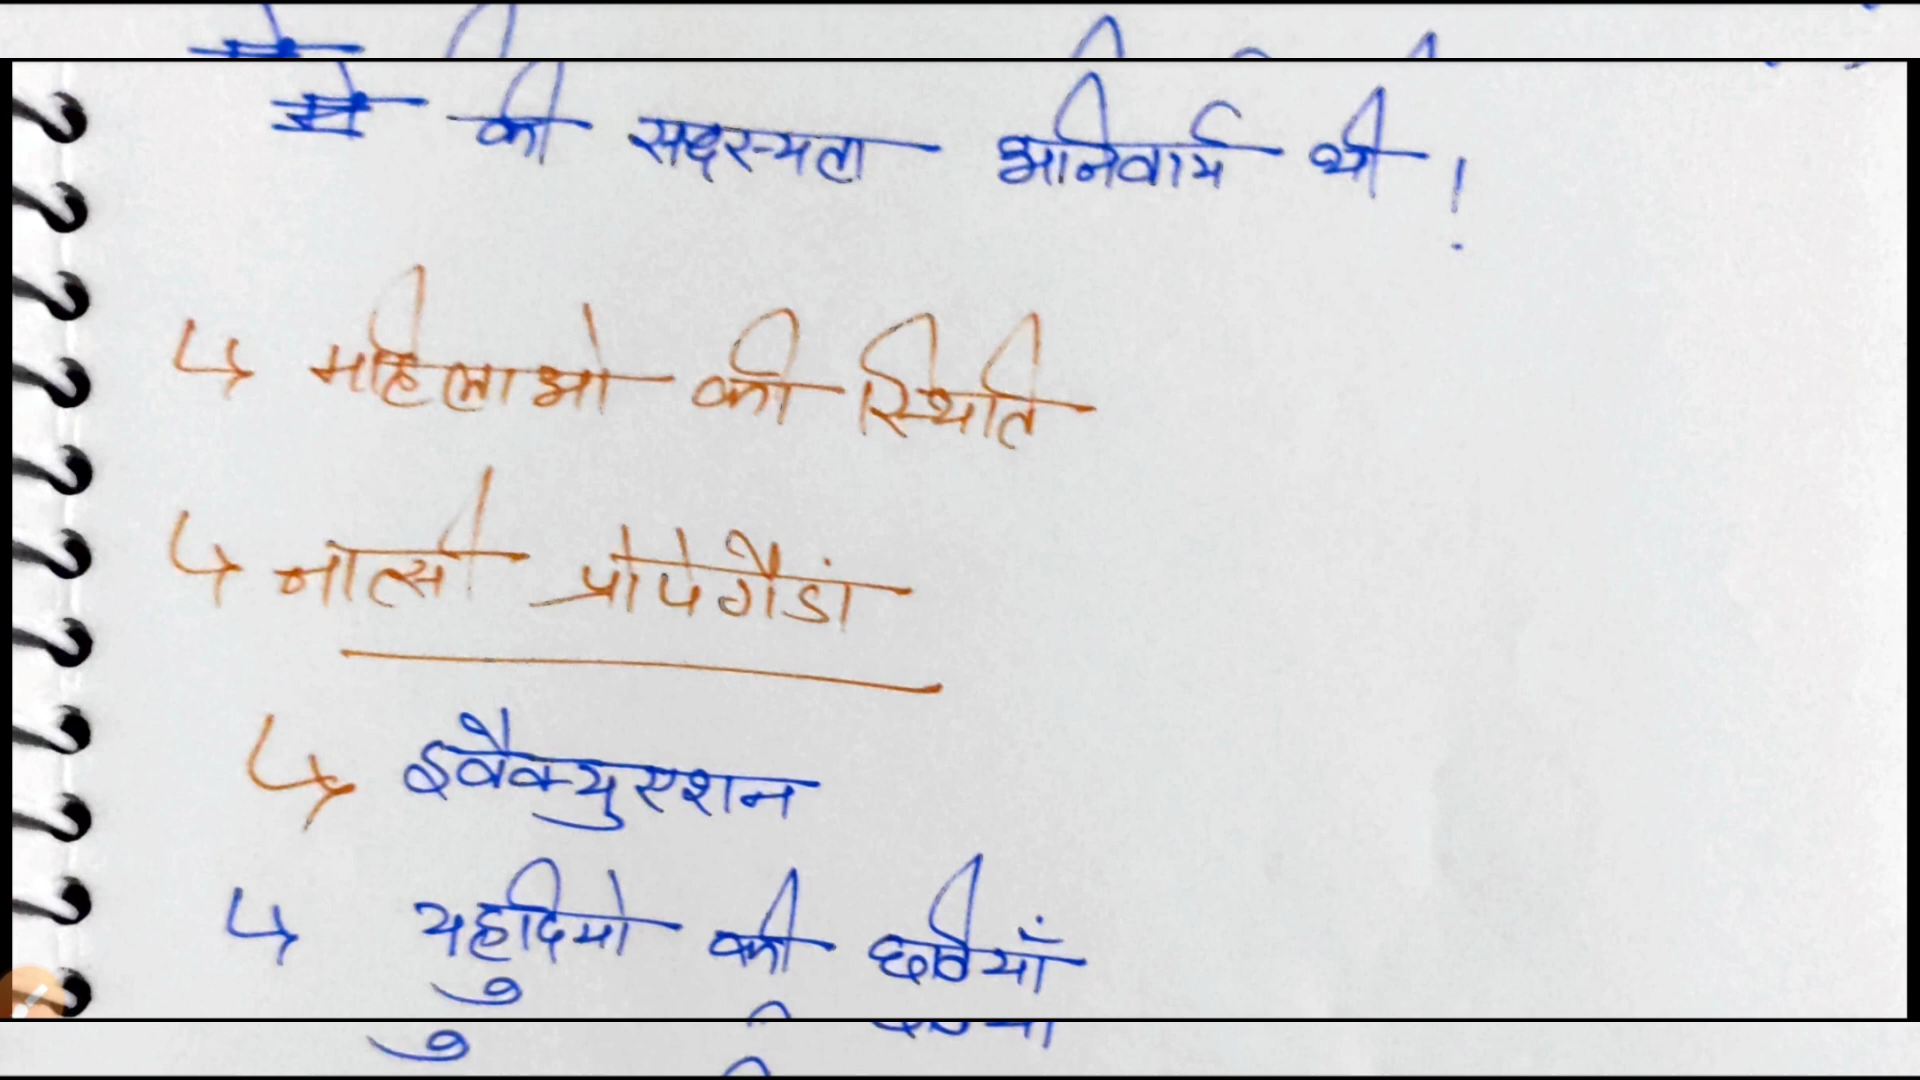 की सदस्यता अनिवार्य थी !
↳ महिलाओ की स्थिति
↳ नात्सी प्रोपेगैंडा
↳ इवैक्युएशन
↳ यहुदियो की छवियाँ